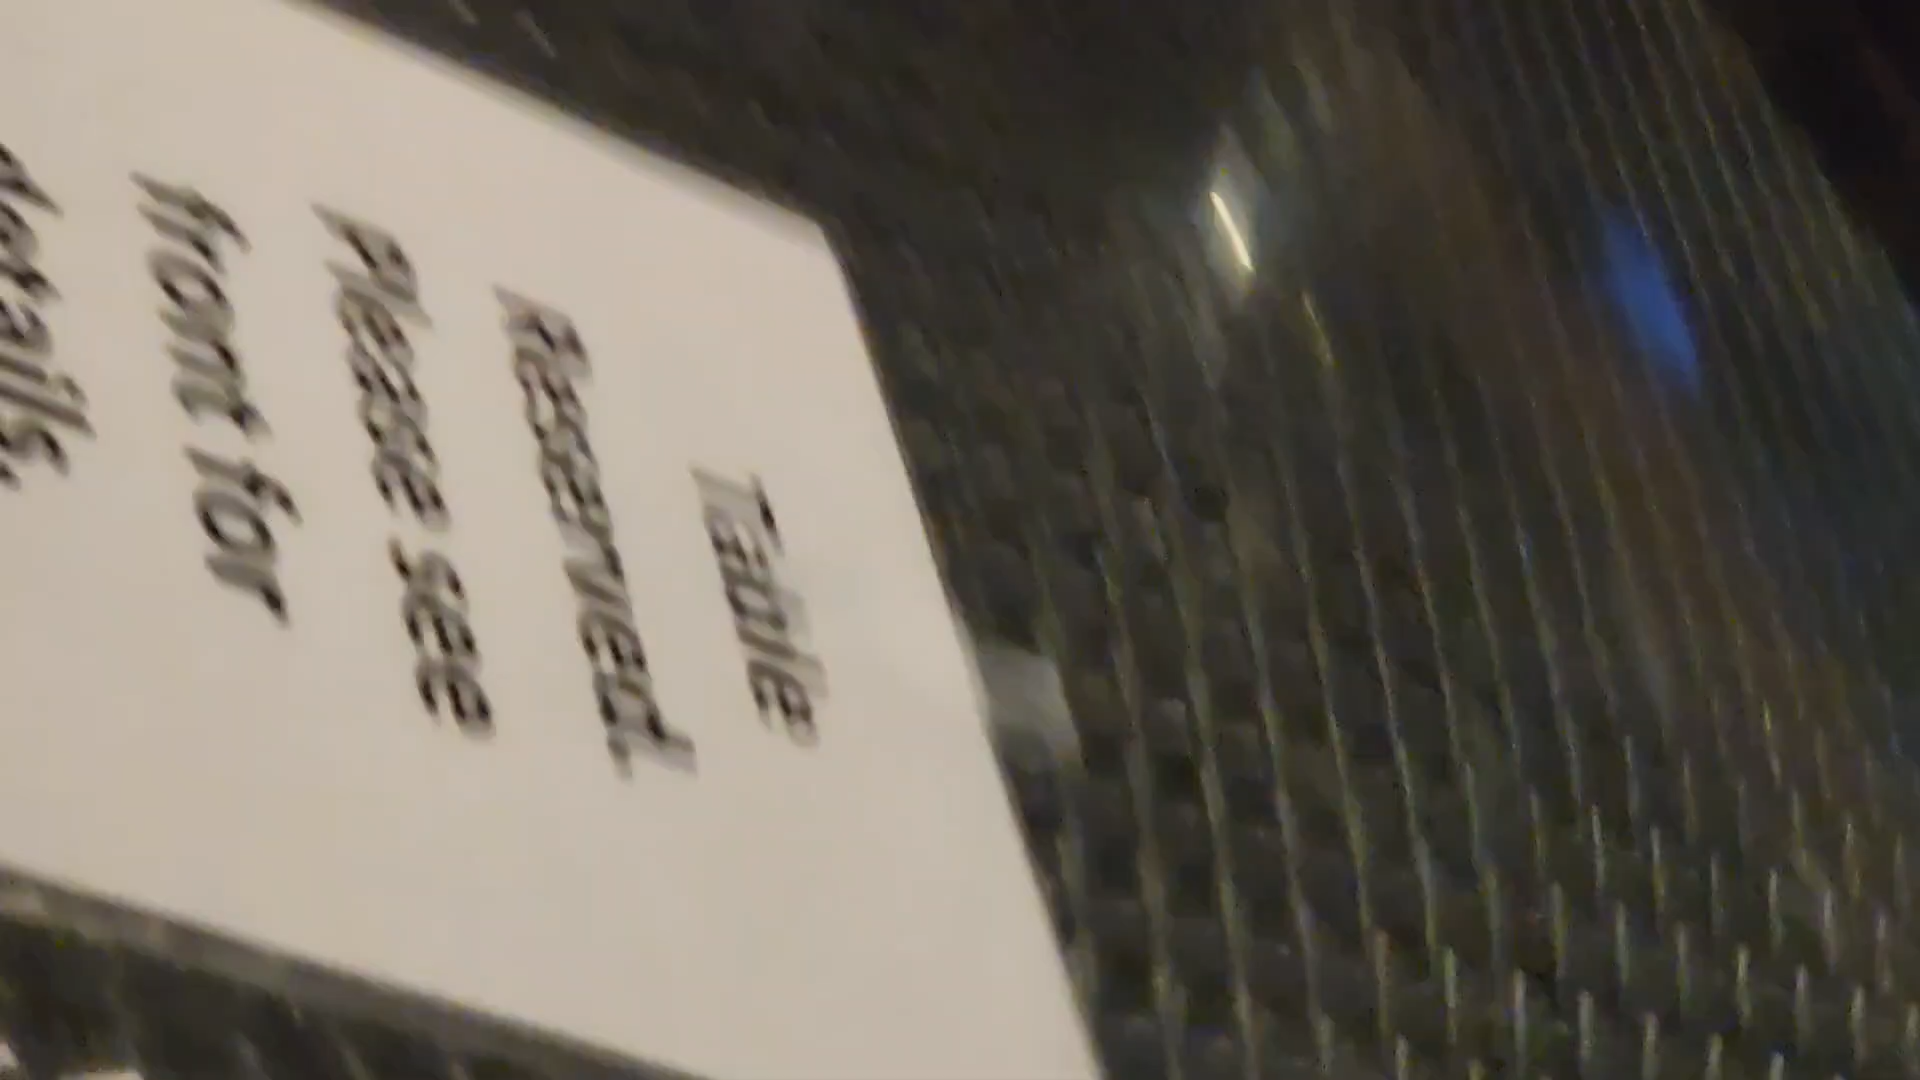 Table
Reserved
Please see
front for
details.